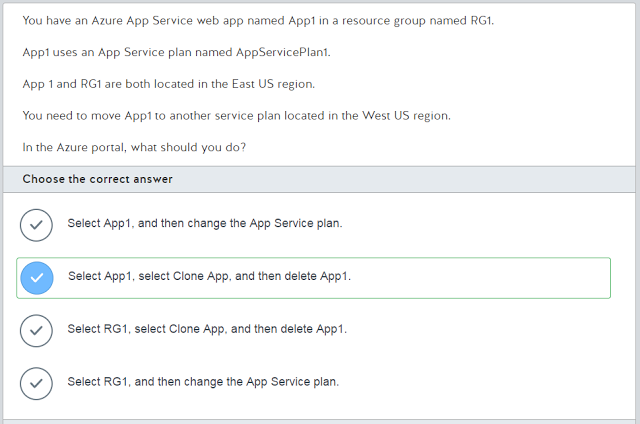 You have an Azure App Service web app named App1 in a resource group named RG1.
App1 uses an App Service plan named AppServicePlan1.
App 1 and RG1 are both located in the East US region.
You need to move App1 to another service plan located in the West US region.
In the Azure portal, what should you do?
Choose the correct answer
Select App1, and then change the App Service plan.
Select App1, select Clone App, and then delete App1.
Select RG1, select Clone App, and then delete App1.
Select RG1, and then change the App Service plan.